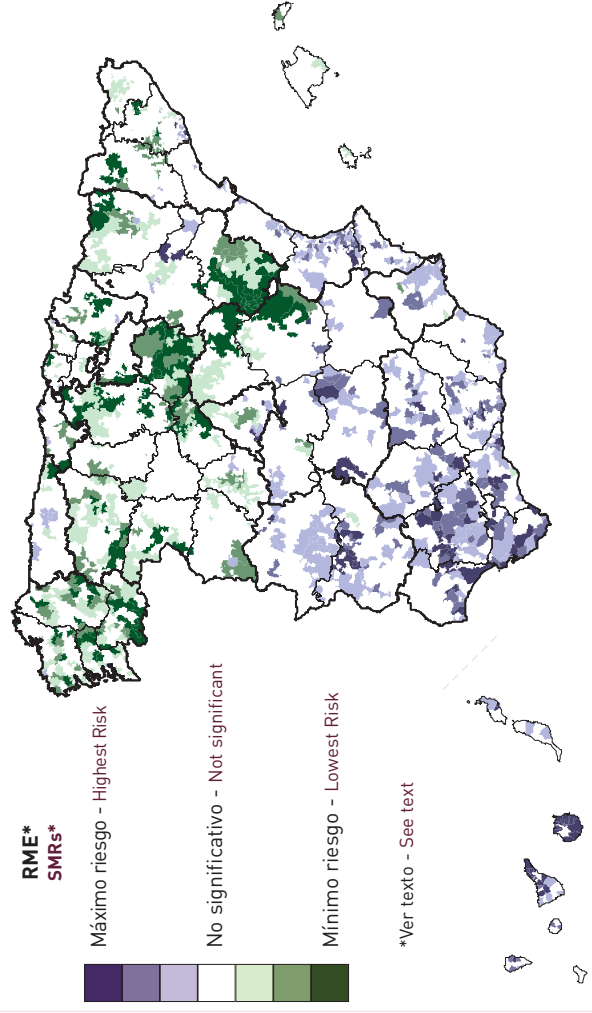 RME*
SMRs*
Máximo riesgo - Highest Risk
No significativo - Not significant
Mínimo riesgo - Lowest Risk
*Ver texto - See text